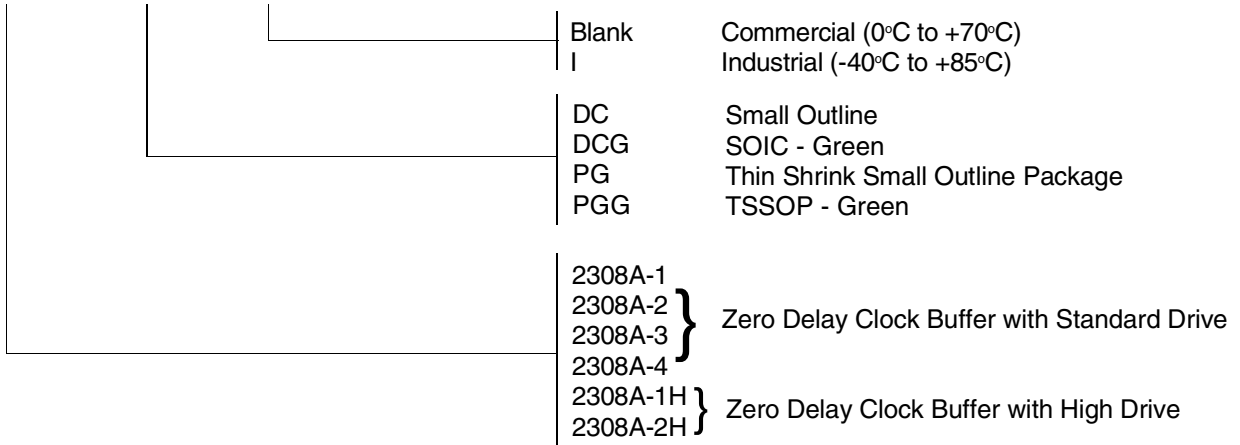 Blank Commercial (0°C to +70°C)
I Industrial (-40°C to +85°C)
DC Small Outline
DCG SOIC - Green
PG Thin Shrink Small Outline Package
PGG TSSOP - Green
2308A-1
2308A-2
2308A-3
2308A-4
} Zero Delay Clock Buffer with Standard Drive
2308A-1H
2308A-2H
} Zero Delay Clock Buffer with High Drive